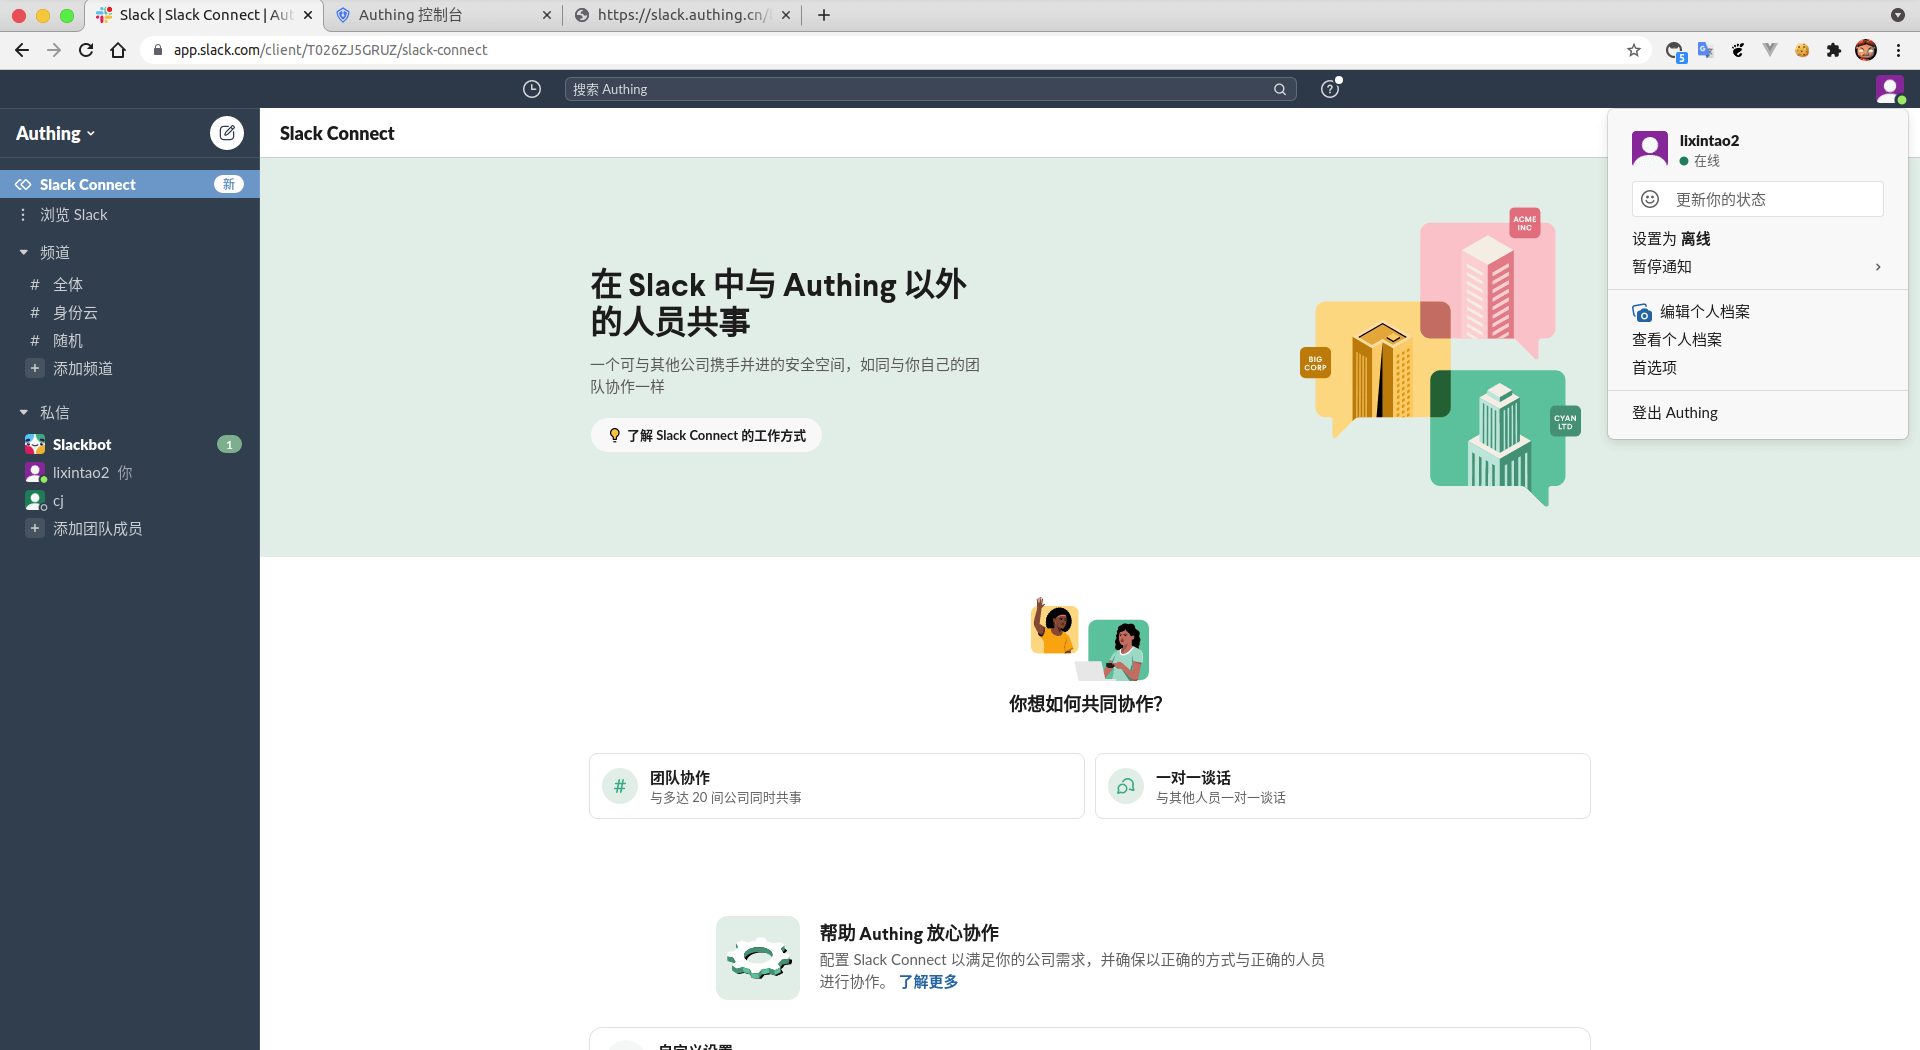 Slack | Slack Connect | Aut
Authing 控制台
https://slack.authing.cn/
app.slack.com/client/T026ZJ5GRUZ/slack-connect
5
搜索 Authing
Authing
Slack Connect
新
浏览 Slack
频道
# 全体
# 身份云
# 随机
+ 添加频道
私信
Slackbot
1
lixintao2 你
cj
+ 添加团队成员
Slack Connect
在 Slack 中与 Authing 以外
的人员共事
一个可与其他公司携手并进的安全空间，如同与你自己的团
队协作一样
了解 Slack Connect 的工作方式
ACME
INC
BIG
CORP
CYAN
LTD
lixintao2
在线
更新你的状态
设置为 离线
暂停通知
编辑个人档案
查看个人档案
首选项
登出 Authing
你想如何共同协作？
团队协作
与多达 20 间公司同时共事
一对一谈话
与其他人员一对一谈话
帮助 Authing 放心协作
配置 Slack Connect 以满足你的公司需求，并确保以正确的方式与正确的人员
进行协作。 了解更多
自定义设置